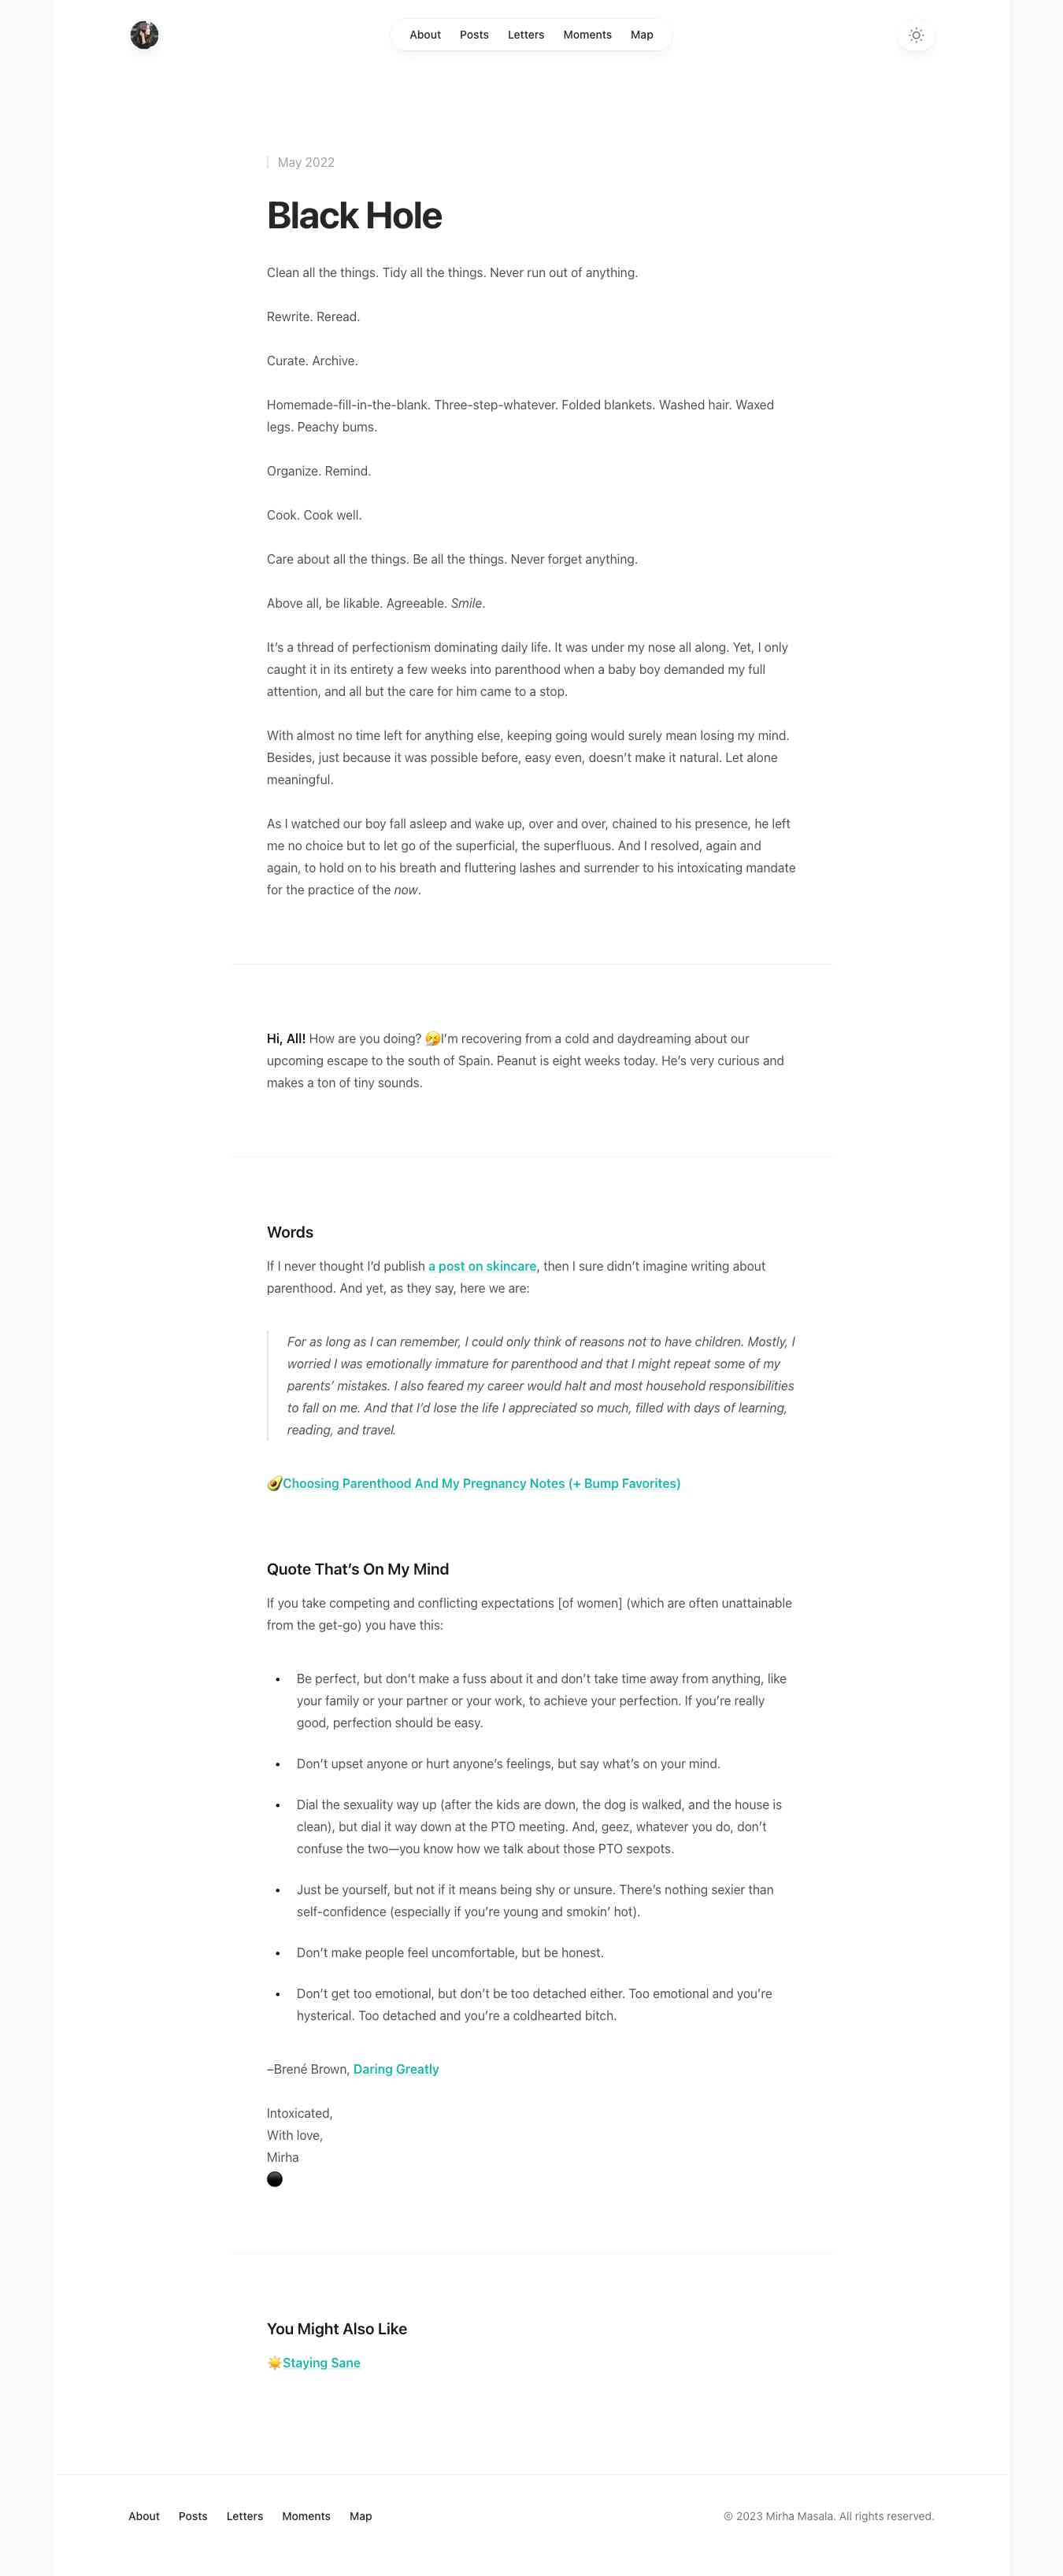 About Posts Letters Moments Map
May 2022
Black Hole
Clean all the things. Tidy all the things. Never run out of anything.
Rewrite. Reread.
Curate. Archive.
Homemade-fill-in-the-blank. Three-step-whatever. Folded blankets. Washed hair. Waxed
legs. Peachy bums.
Organize. Remind.
Cook. Cook well.
Care about all the things. Be all the things. Never forget anything.
Above all, be likable. Agreeable. Smile.
It’s a thread of perfectionism dominating daily life. It was under my nose all along. Yet, I only
caught it in its entirety a few weeks into parenthood when a baby boy demanded my full
attention, and all but the care for him came to a stop.
With almost no time left for anything else, keeping going would surely mean losing my mind.
Besides, just because it was possible before, easy even, doesn’t make it natural. Let alone
meaningful.
As I watched our boy fall asleep and wake up, over and over, chained to his presence, he left
me no choice but to let go of the superficial, the superfluous. And I resolved, again and
again, to hold on to his breath and fluttering lashes and surrender to his intoxicating mandate
for the practice of the now.
Hi, All! How are you doing? 🤧I’m recovering from a cold and daydreaming about our
upcoming escape to the south of Spain. Peanut is eight weeks today. He’s very curious and
makes a ton of tiny sounds.
Words
If I never thought I’d publish a post on skincare, then I sure didn’t imagine writing about
parenthood. And yet, as they say, here we are:
For as long as I can remember, I could only think of reasons not to have children. Mostly, I
worried I was emotionally immature for parenthood and that I might repeat some of my
parents’ mistakes. I also feared my career would halt and most household responsibilities
to fall on me. And that I’d lose the life I appreciated so much, filled with days of learning,
reading, and travel.
🥑Choosing Parenthood And My Pregnancy Notes (+ Bump Favorites)
Quote That’s On My Mind
If you take competing and conflicting expectations [of women] (which are often unattainable
from the get-go) you have this:
• Be perfect, but don’t make a fuss about it and don’t take time away from anything, like
your family or your partner or your work, to achieve your perfection. If you’re really
good, perfection should be easy.
• Don’t upset anyone or hurt anyone’s feelings, but say what’s on your mind.
• Dial the sexuality way up (after the kids are down, the dog is walked, and the house is
clean), but dial it way down at the PTO meeting. And, geez, whatever you do, don’t
confuse the two—you know how we talk about those PTO sexpots.
• Just be yourself, but not if it means being shy or unsure. There’s nothing sexier than
self-confidence (especially if you’re young and smokin’ hot).
• Don’t make people feel uncomfortable, but be honest.
• Don’t get too emotional, but don’t be too detached either. Too emotional and you’re
hysterical. Too detached and you’re a coldhearted bitch.
–Brené Brown, Daring Greatly
Intoxicated,
With love,
Mirha
⚫
You Might Also Like
☀️Staying Sane
About Posts Letters Moments Map
© 2023 Mirha Masala. All rights reserved.